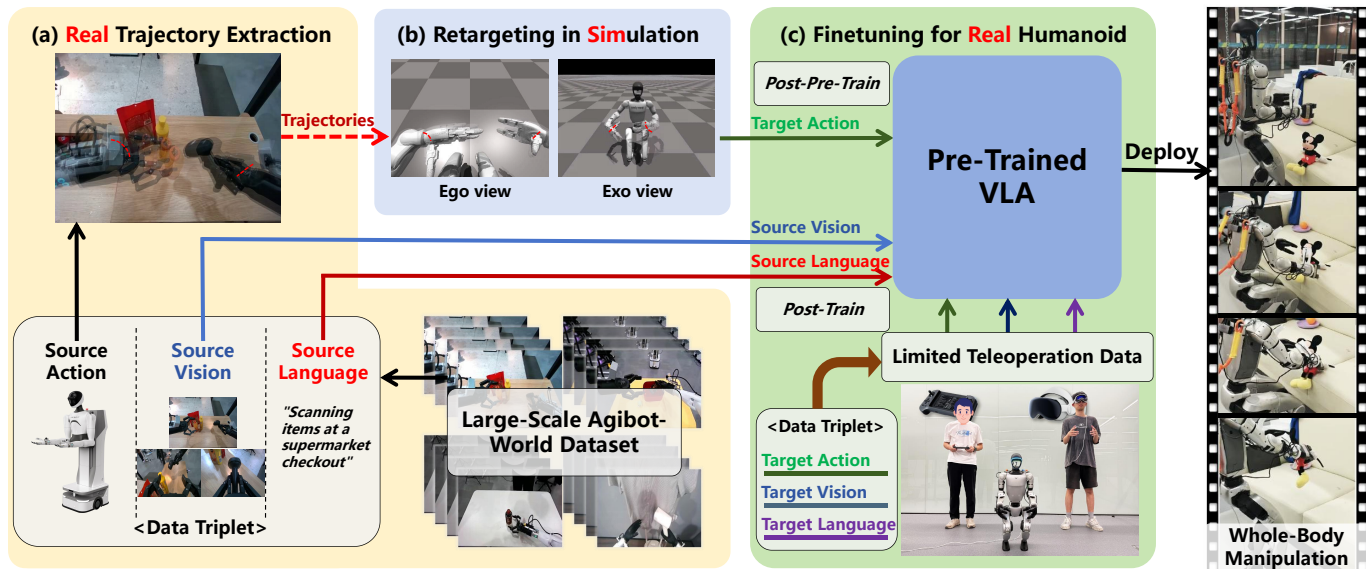 (a) Real Trajectory Extraction
Trajectories
Source
Action
Source
Vision
Source
Language
"Scanning
items at a
supermarket
checkout"
<Data Triplet>
Large-Scale Agibot-
World Dataset
(b) Retargeting in Simulation
Ego view
Exo view
(c) Finetuning for Real Humanoid
Post-Pre-Train
Target Action
Source Vision
Source Language
Post-Train
Pre-Trained
VLA
Limited Teleoperation Data
<Data Triplet>
Target Action
Target Vision
Target Language
Deploy
Whole-Body
Manipulation